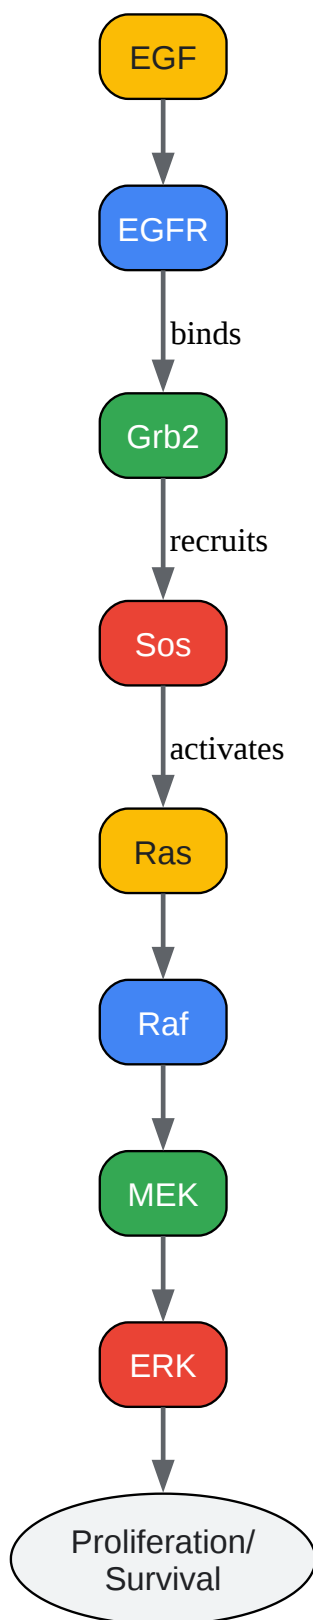 EGF
EGFR
binds
Grb2
recruits
Sos
activates
Ras
Raf
MEK
ERK
Proliferation/
Survival